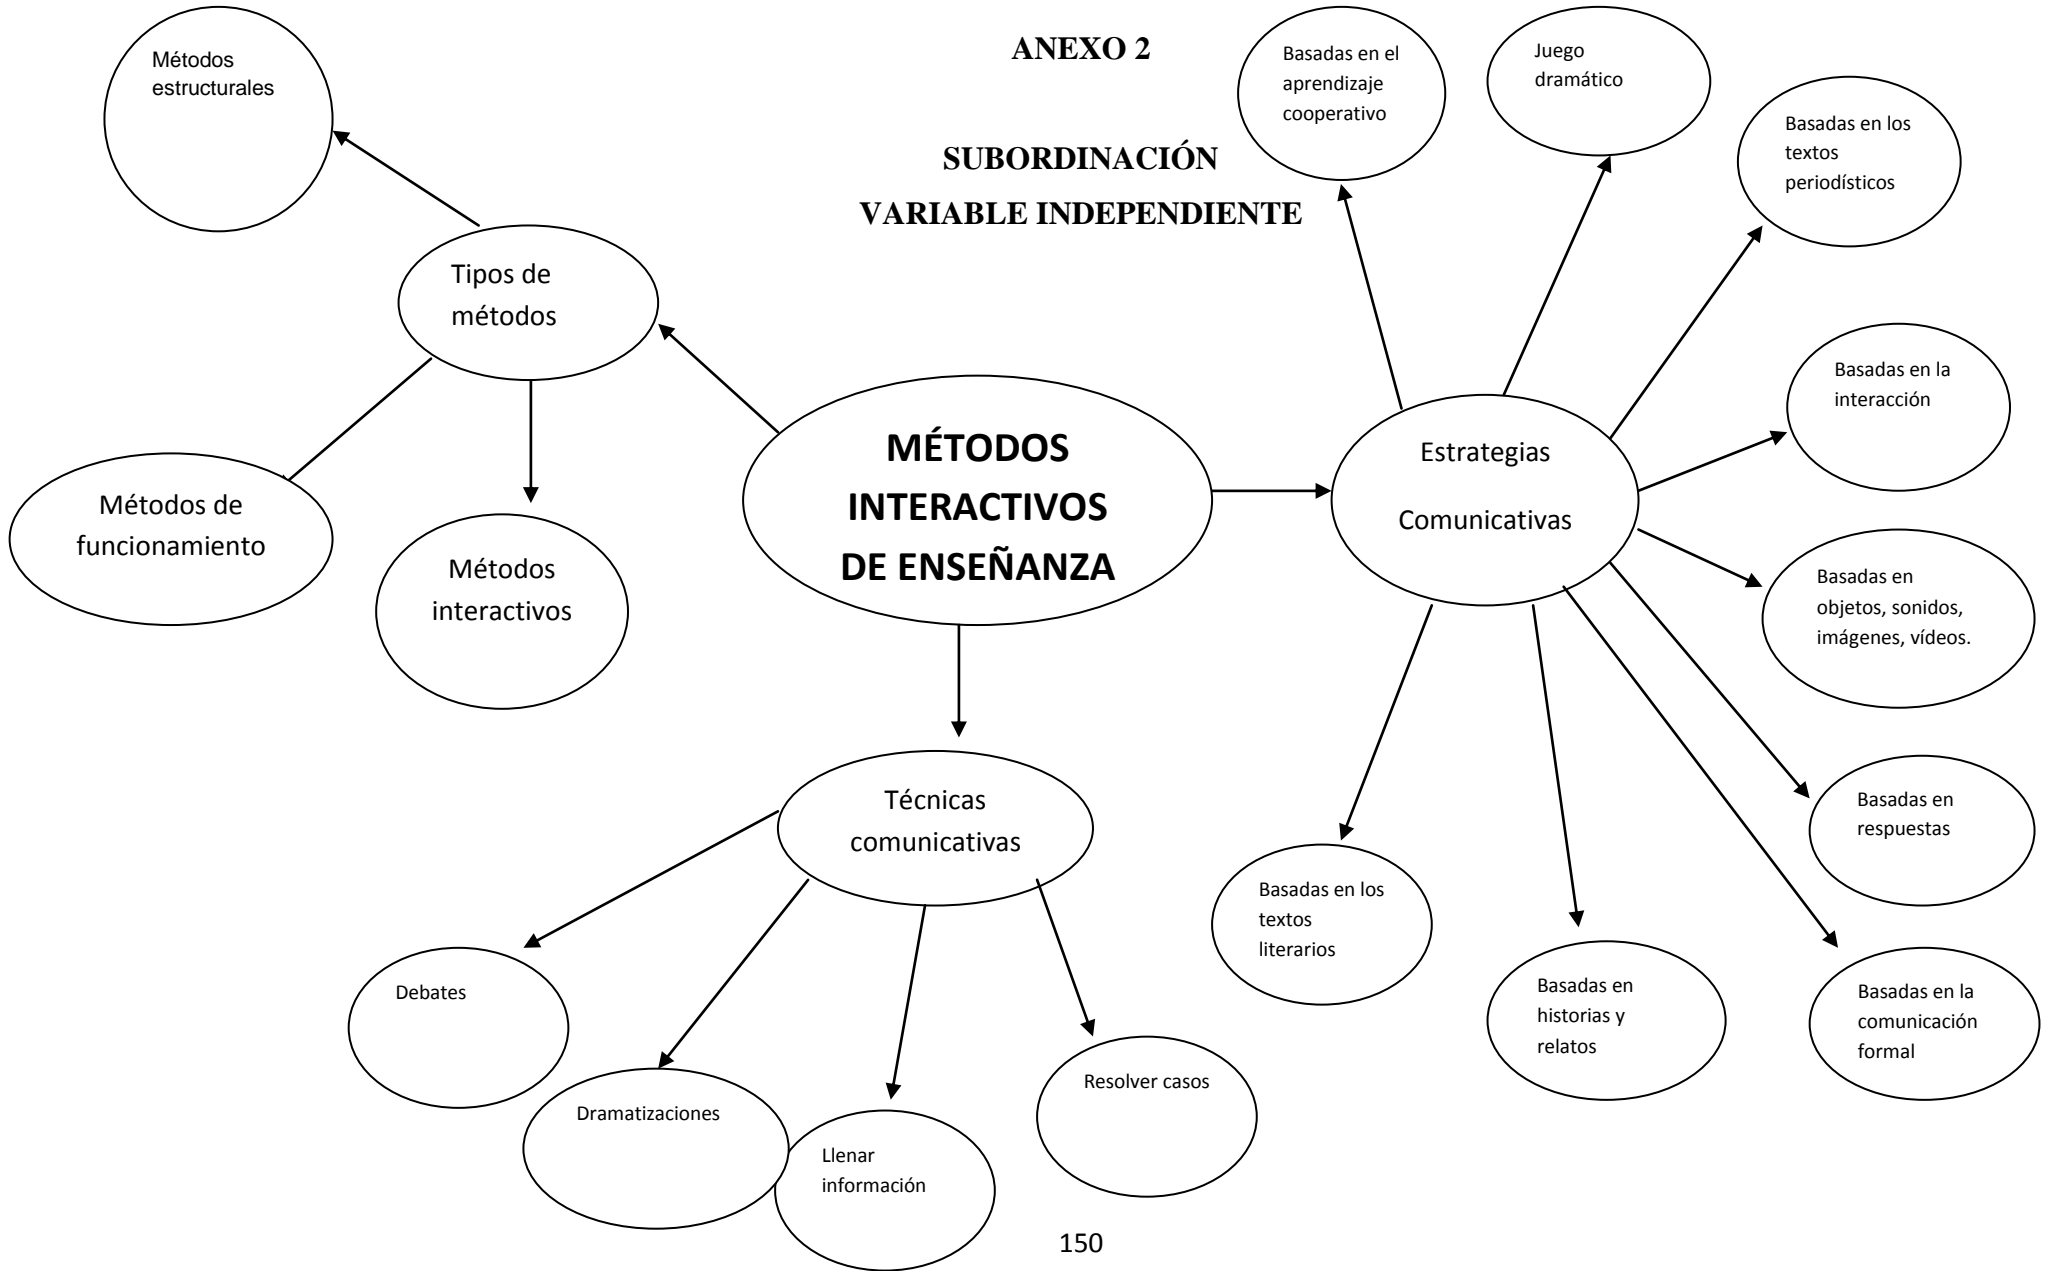 ANEXO 2
SUBORDINACIÓN
VARIABLE INDEPENDIENTE
Métodos
estructurales
Tipos de
métodos
Métodos de
funcionamiento
Métodos
interactivos
MÉTODOS
INTERACTIVOS
DE ENSEÑANZA
Estrategias
Comunicativas
Basadas en el
aprendizaje
cooperativo
Juego
dramático
Basadas en los
textos
periodísticos
Basadas en la
interacción
Basadas en
objetos, sonidos,
imágenes, vídeos.
Basadas en
respuestas
Basadas en la
comunicación
formal
Basadas en
historias y
relatos
Basadas en los
textos
literarios
Técnicas
comunicativas
Debates
Dramatizaciones
Llenar
información
Resolver casos
150